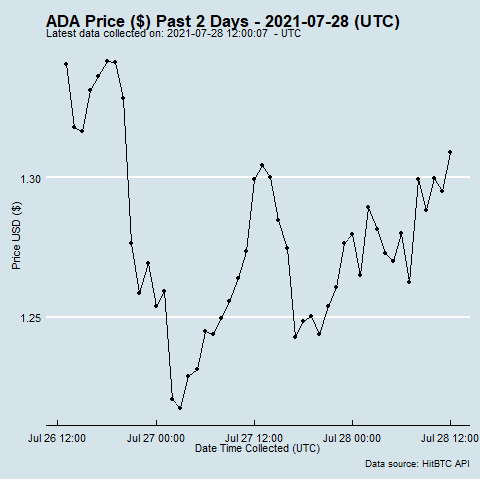 ADA Price ($) Past 2 Days - 2021-07-28 (UTC)
Latest data collected on: 2021-07-28 12:00:07 - UTC
1.30
Price USD ($)
1.25
Jul 26 12:00 Jul 27 00:00 Jul 27 12:00 Jul 28 00:00 Jul 28 12:00
Date Time Collected (UTC)
Data source: HitBTC API